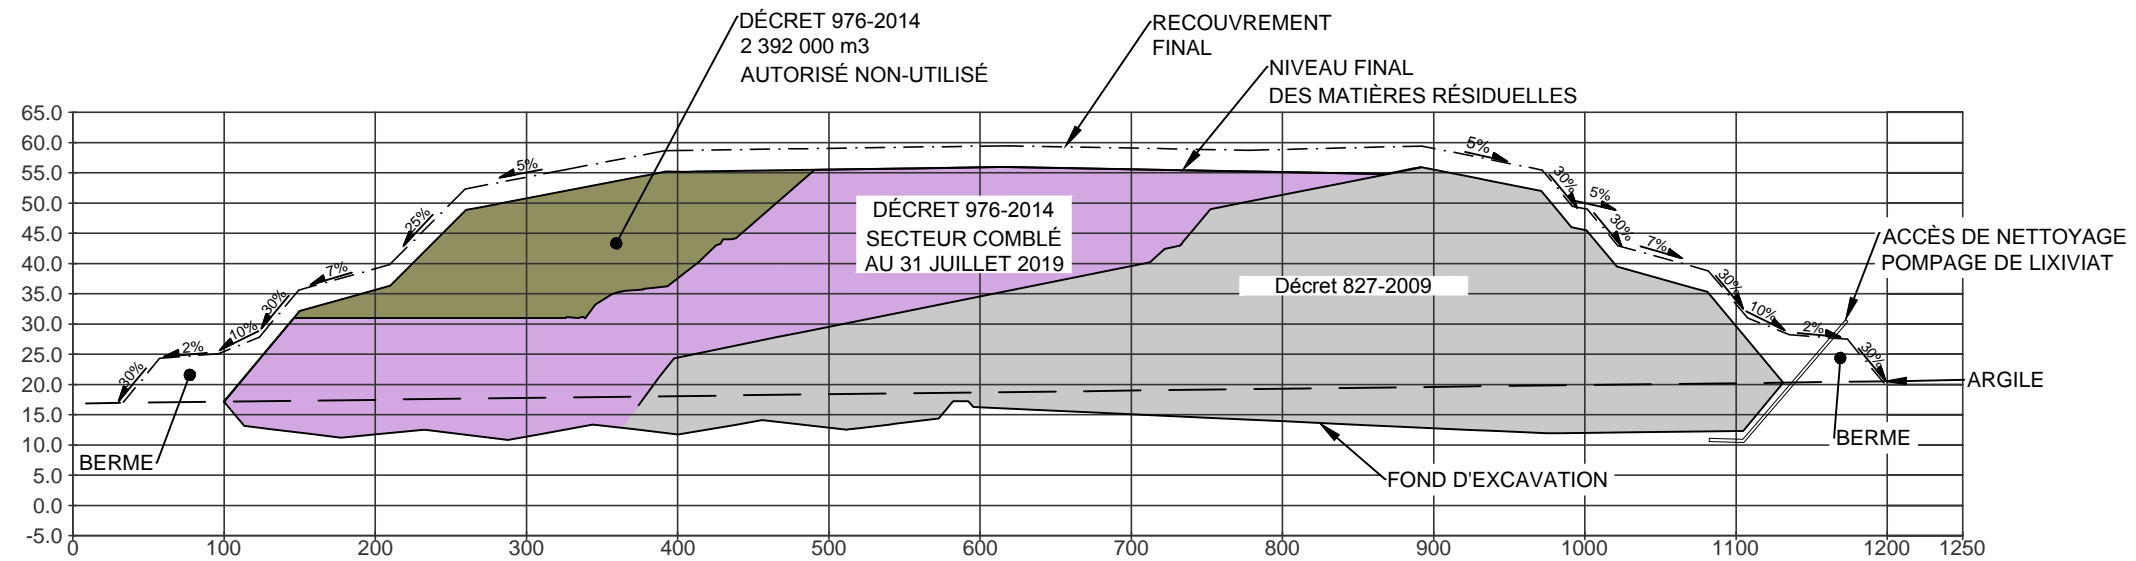 DÉCRET 976-2014
2 392 000 m3
AUTORISÉ NON-UTILISÉ
RECOUVREMENT
FINAL
NIVEAU FINAL
DES MATIÈRES RÉSIDUELLES
65.0
60.0
55.0
50.0
45.0
40.0
35.0
30.0
25.0
20.0
15.0
10.0
5.0
0.0
-5.0
30%
2%
10%
30%
7%
25%
5%
5%
30%
5%
30%
7%
30%
10%
2%
30%
DÉCRET 976-2014
SECTEUR COMBLÉ
AU 31 JUILLET 2019
Décret 827-2009
ACCÈS DE NETTOYAGE
POMPAGE DE LIXIVIAT
ARGILE
BERME
BERME
FOND D'EXCAVATION
0 100 200 300 400 500 600 700 800 900 1000 1100 1200 1250